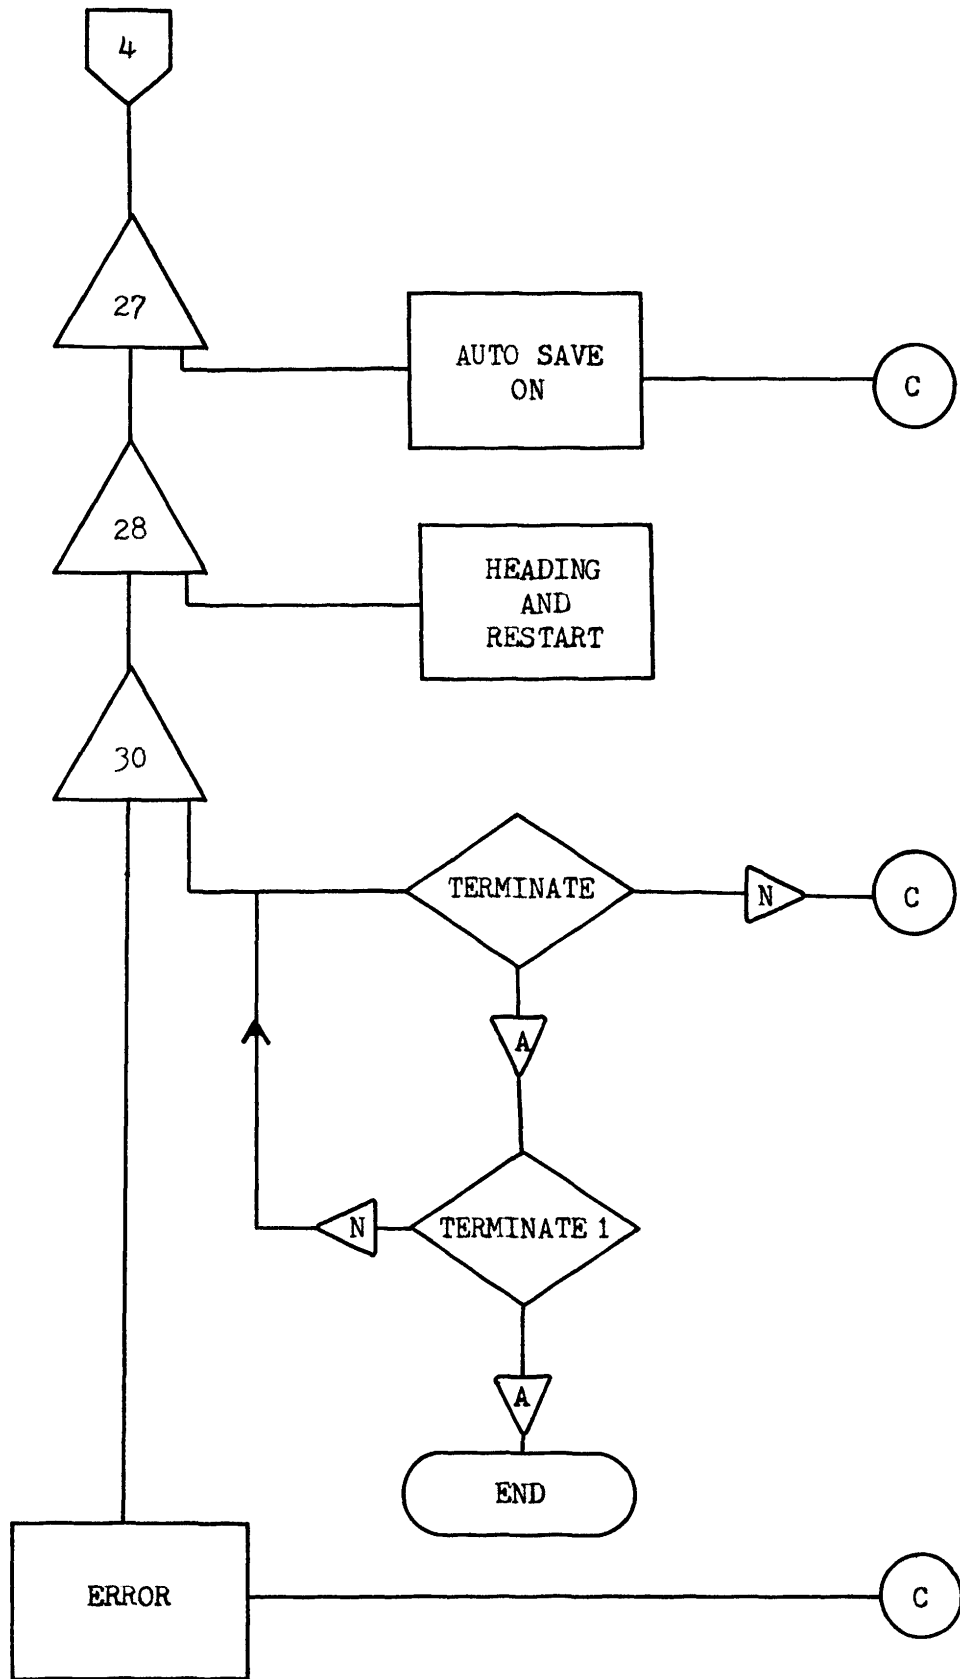 4
27
AUTO SAVE
ON
C
28
HEADING
AND
RESTART
30
TERMINATE
N
C
A
N
TERMINATE 1
A
END
ERROR
C